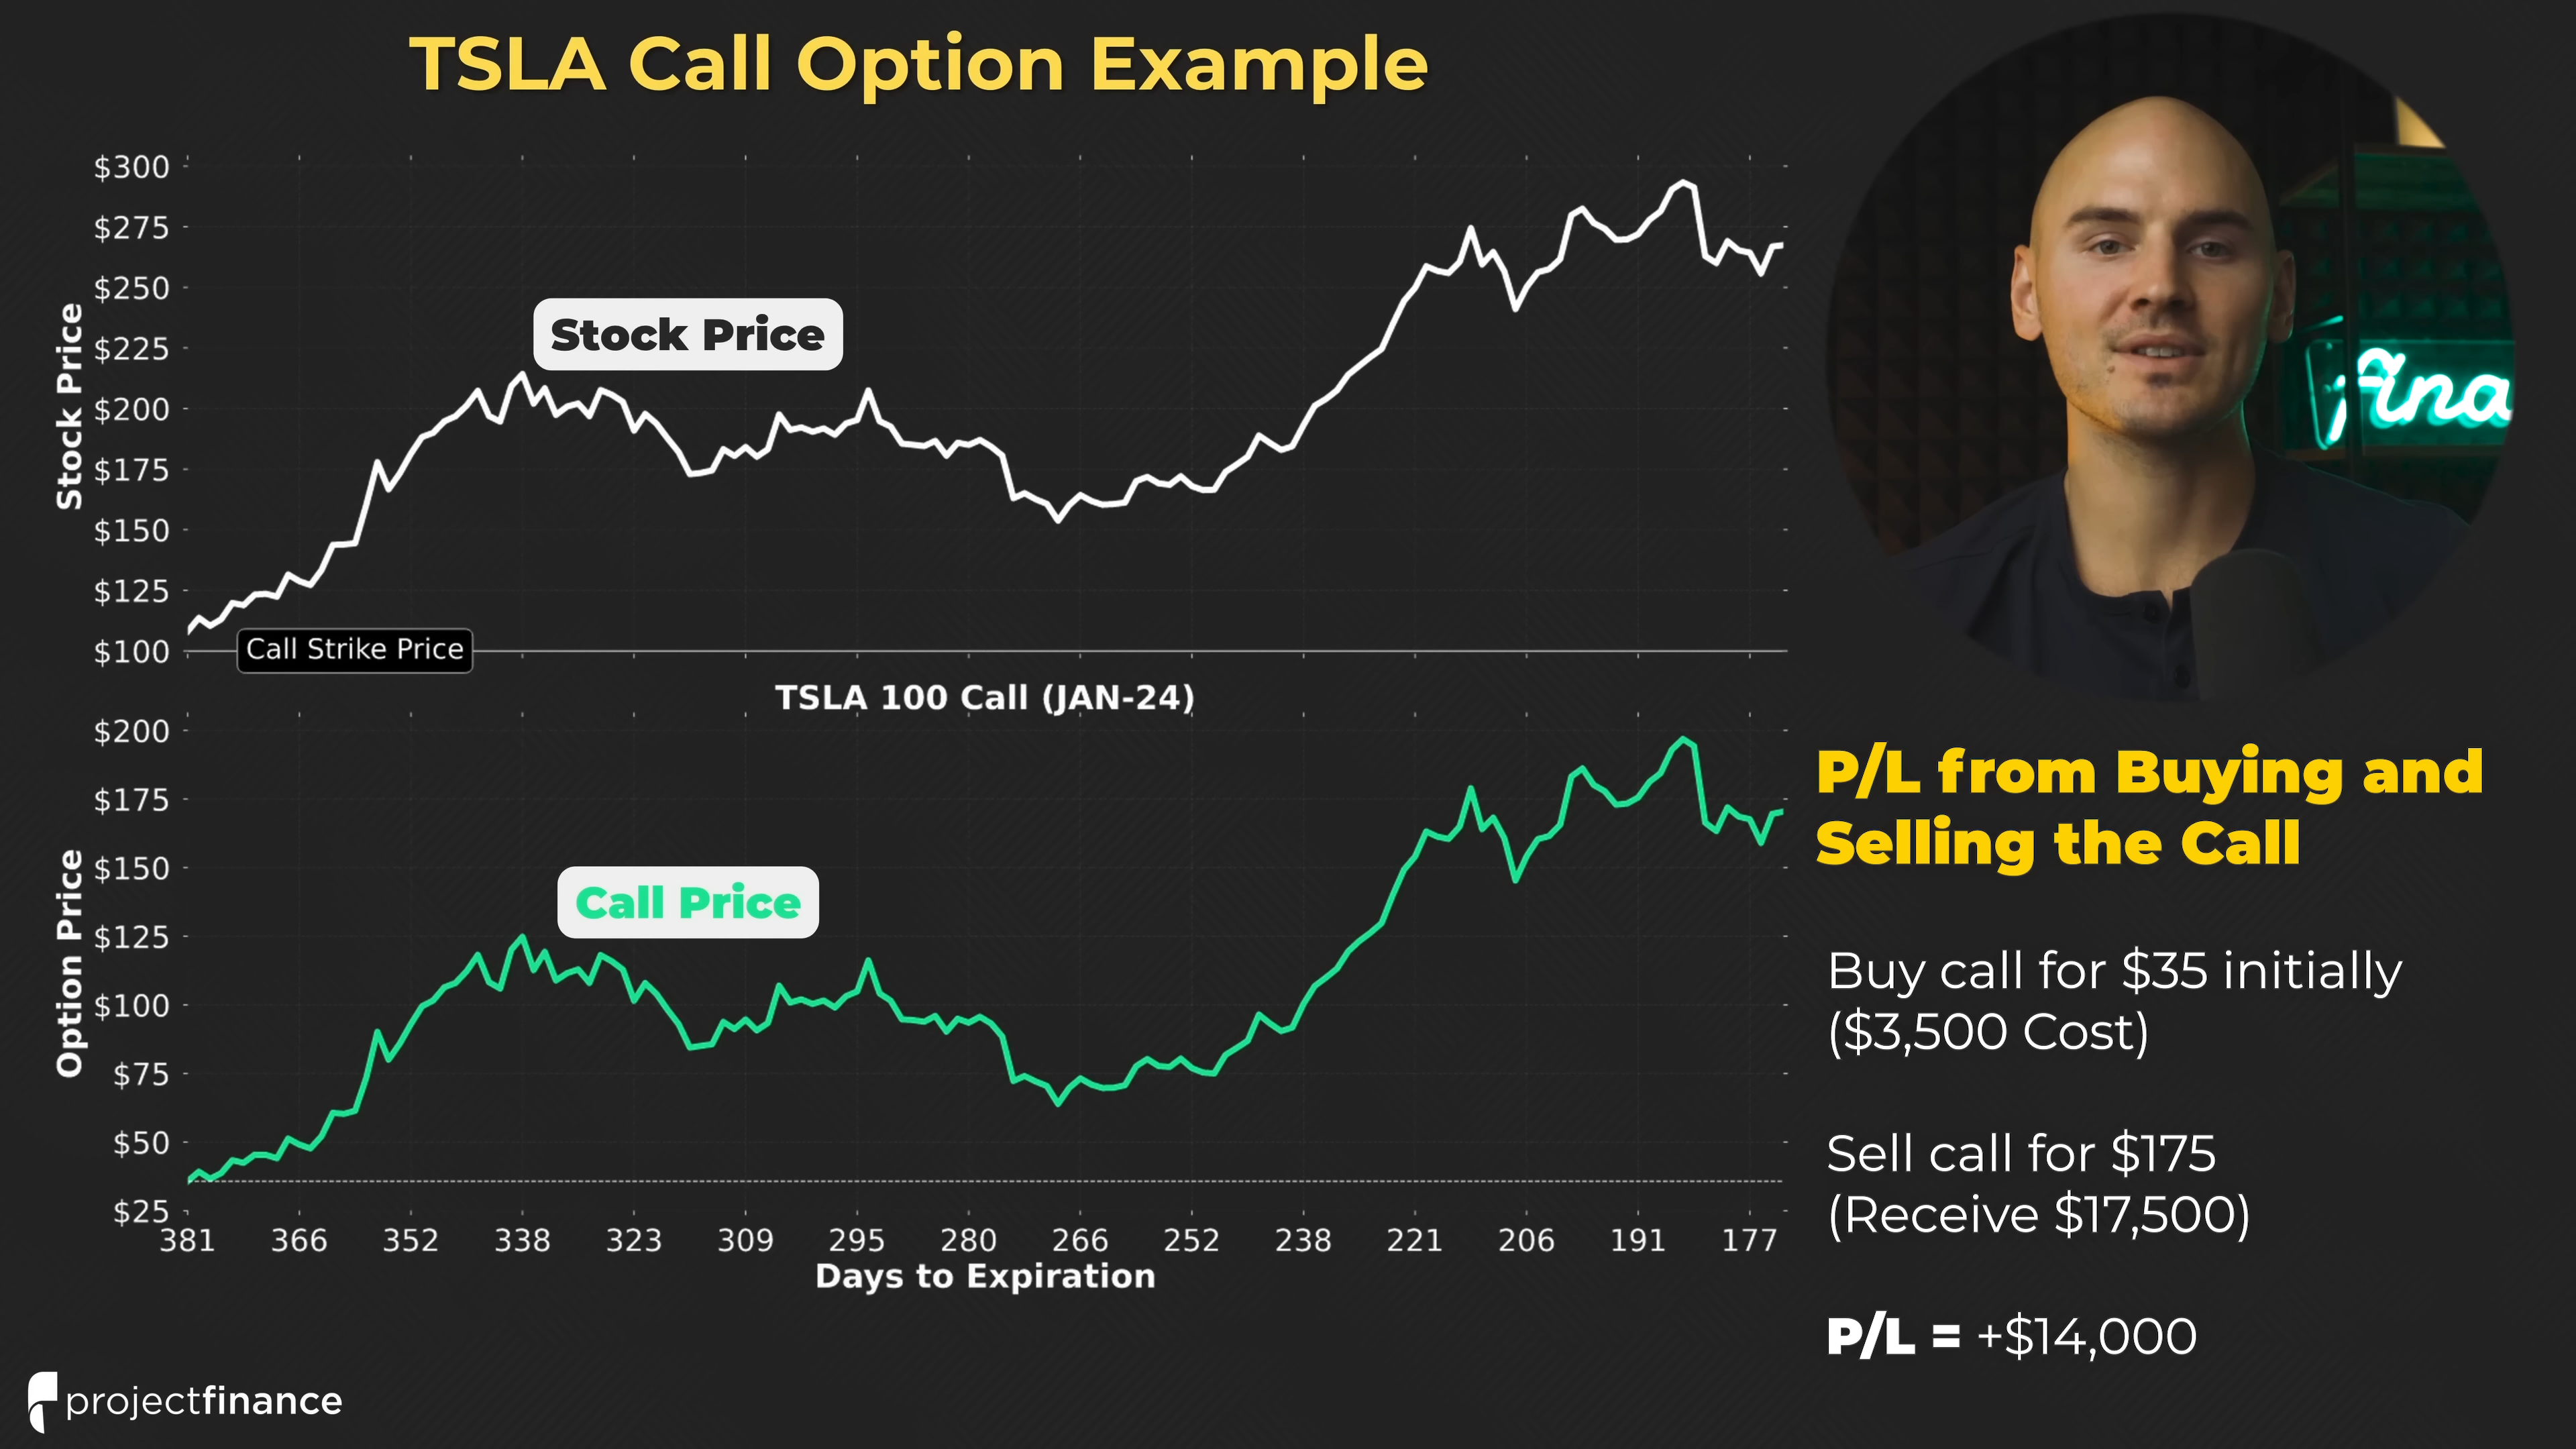 TSLA Call Option Example
$300
$275
$250
$225
$200
$175
$150
$125
$100
Stock Price
Stock Price
Call Strike Price
TSLA 100 Call (JAN-24)
$200
$175
$150
$125
$100
$75
$50
$25
Option Price
Call Price
381 366 352 338 323 309 295 280 266 252 238 221 206 191 177
Days to Expiration
fina
P/L from Buying and
Selling the Call
Buy call for $35 initially
($3,500 Cost)
Sell call for $175
(Receive $17,500)
P/L = +$14,000
projectfinance